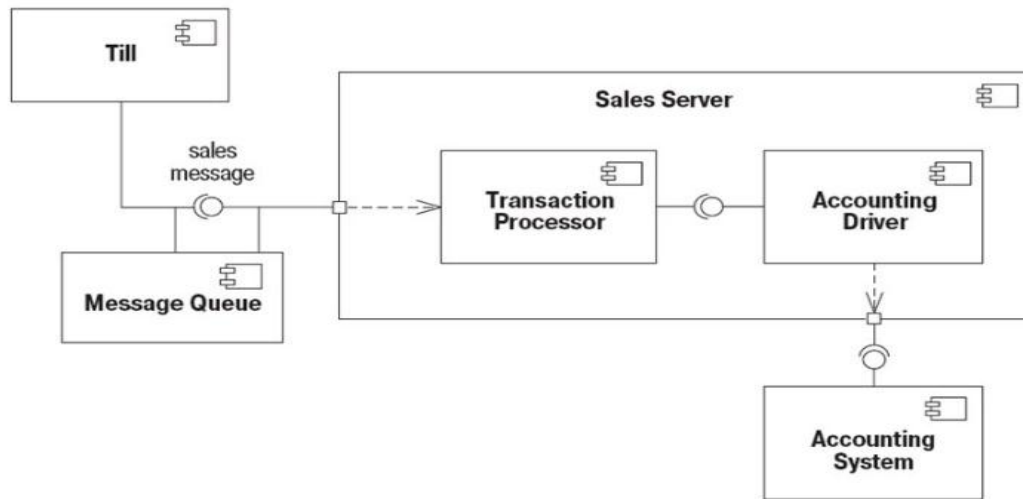 Till
Sales Server
sales
message
Transaction
Processor
Accounting
Driver
Message Queue
Accounting
System